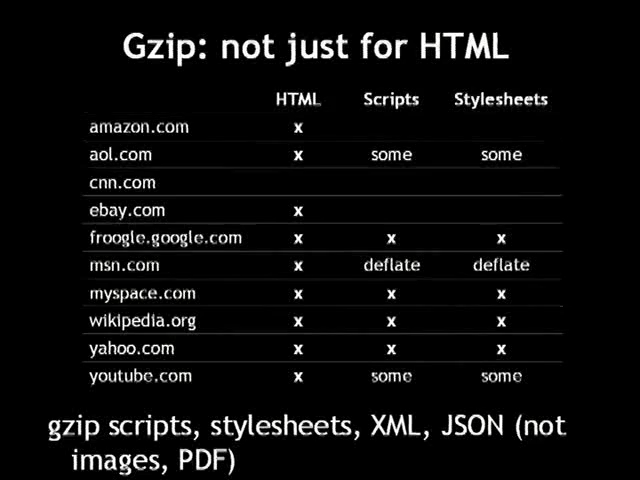 Gzip: not just for HTML
HTML Scripts Stylesheets
amazon.com x
aol.com x some some
cnn.com
ebay.com x
froogle.google.com x x x
msn.com x deflate deflate
myspace.com x x x
wikipedia.org x x x
yahoo.com x x x
youtube.com x some some
gzip scripts, stylesheets, XML, JSON (not
images, PDF)